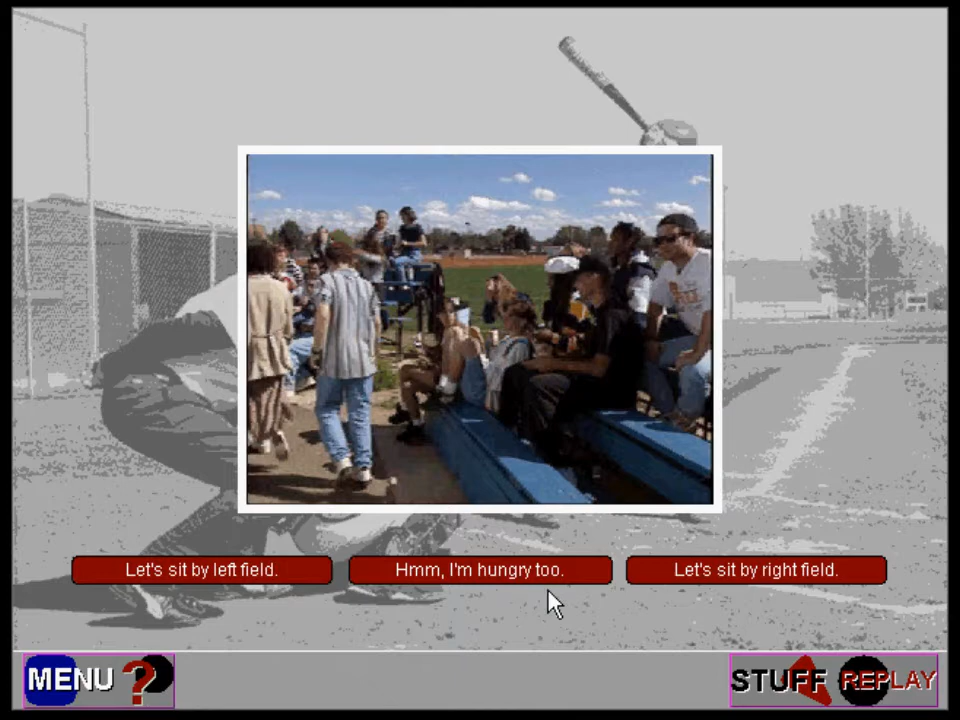 Let's sit by left field.
Hmm, I'm hungry too.
Let's sit by right field.
MENU ?
STUFF
REPLAY